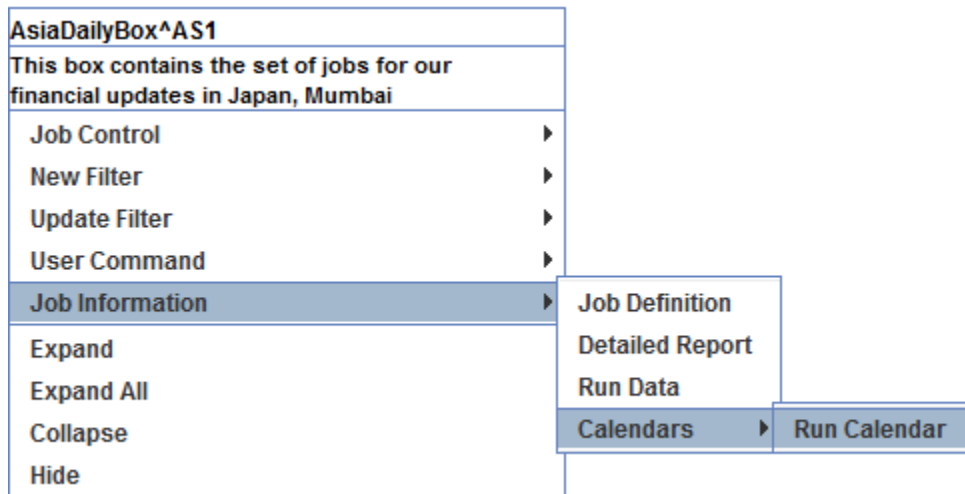 AsiaDailyBox^AS1
This box contains the set of jobs for our
financial updates in Japan, Mumbai
Job Control
New Filter
Update Filter
User Command
Job Information
Expand
Expand All
Collapse
Hide
Job Definition
Detailed Report
Run Data
Calendars
Run Calendar